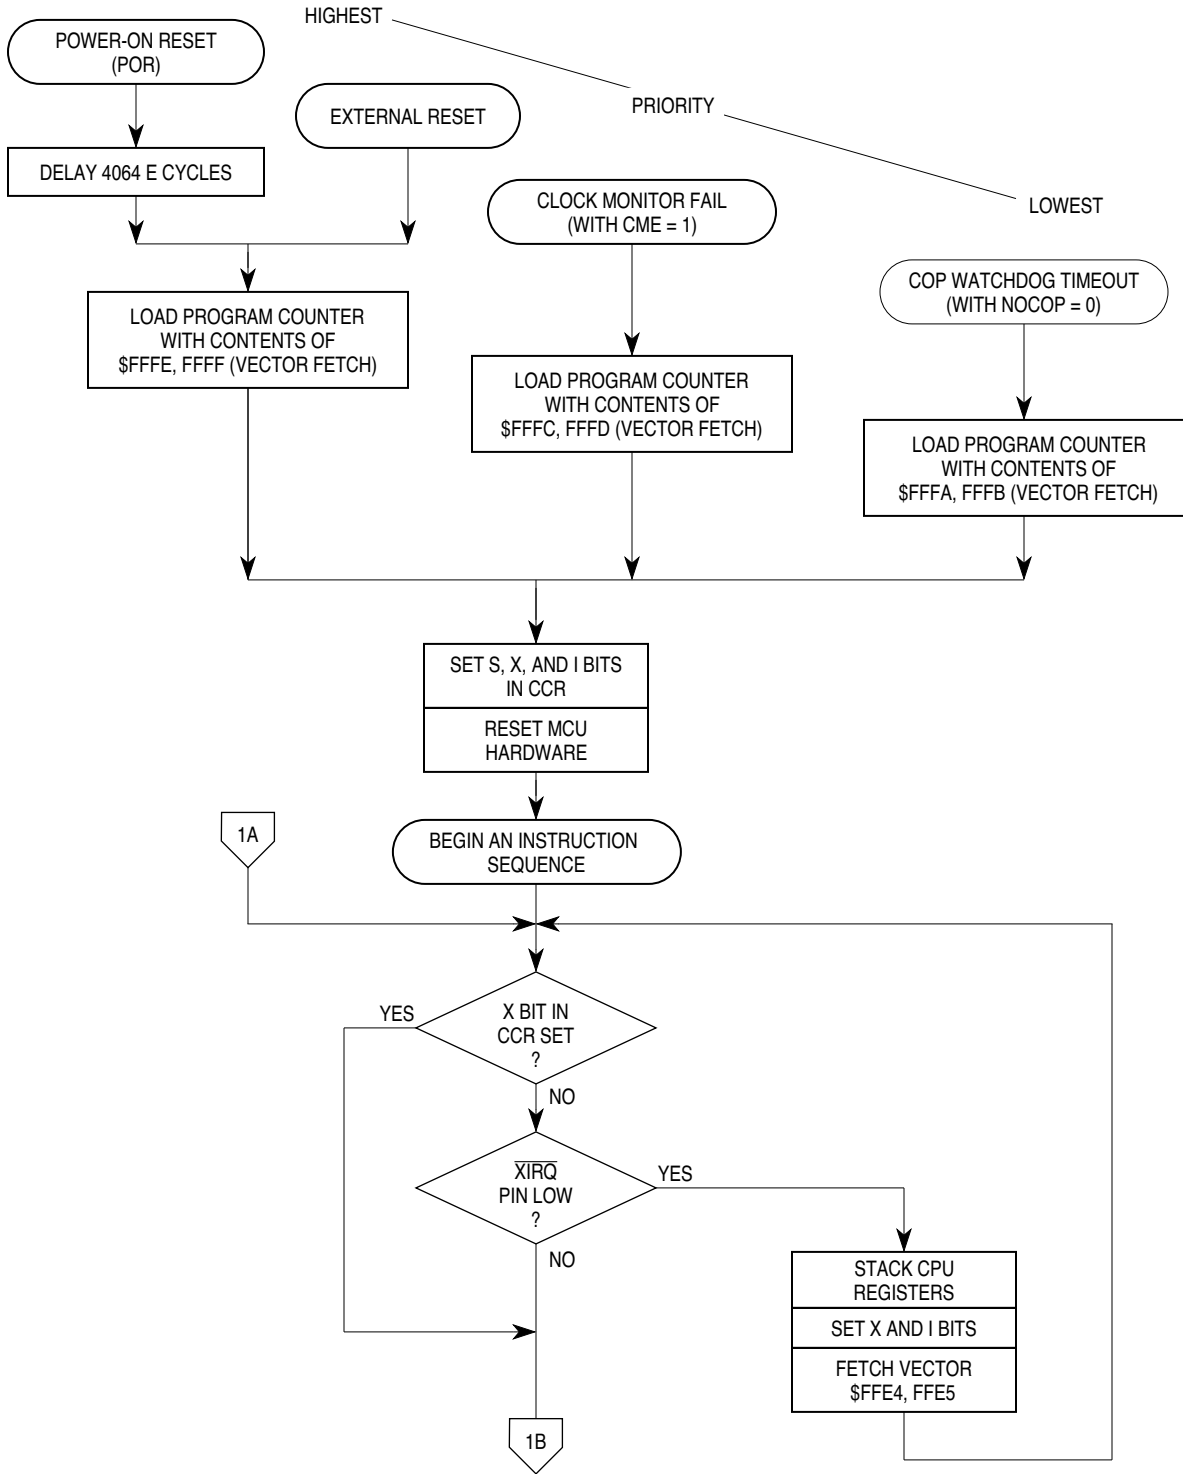 HIGHEST
POWER-ON RESET
(POR)
PRIORITY
EXTERNAL RESET
DELAY 4064 E CYCLES
CLOCK MONITOR FAIL
(WITH CME = 1)
LOWEST
COP WATCHDOG TIMEOUT
(WITH NOCOP = 0)
LOAD PROGRAM COUNTER
WITH CONTENTS OF
$FFFE, FFFF (VECTOR FETCH)
LOAD PROGRAM COUNTER
WITH CONTENTS OF
$FFFC, FFFD (VECTOR FETCH)
LOAD PROGRAM COUNTER
WITH CONTENTS OF
$FFFA, FFFB (VECTOR FETCH)
SET S, X, AND I BITS
IN CCR
RESET MCU
HARDWARE
1A
BEGIN AN INSTRUCTION
SEQUENCE
YES
X BIT IN
CCR SET
?
NO
XIRQ
PIN LOW
?
YES
NO
STACK CPU
REGISTERS
SET X AND I BITS
FETCH VECTOR
$FFE4, FFE5
1B